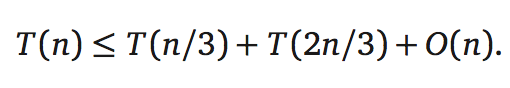 T(n) ≤ T(n/3) + T(2n/3) + O(n).